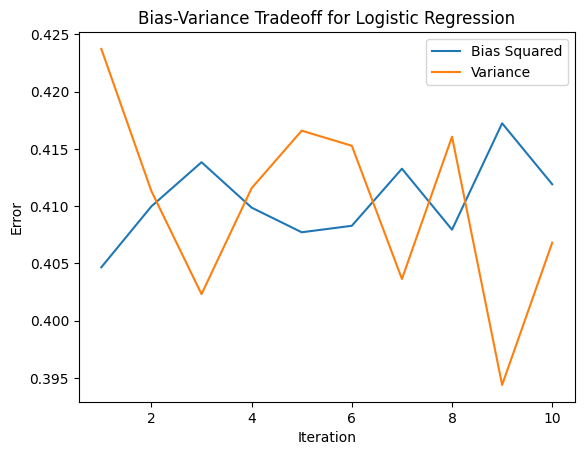 Bias-Variance Tradeoff for Logistic Regression
Bias Squared
Variance
0.425
0.420
0.415
0.410
0.405
0.400
0.395
Error
2
4
6
8
10
Iteration